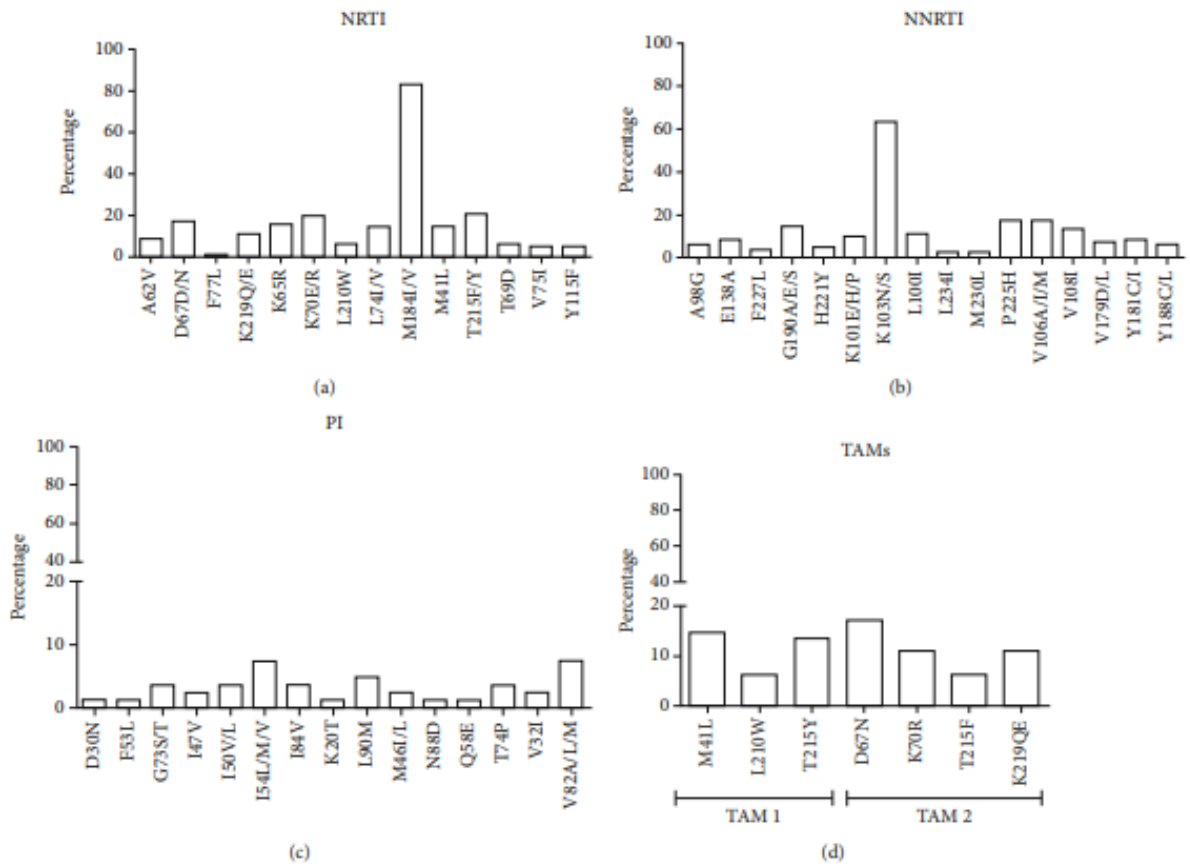 NRTI
100
80
60
40
20
0
Percentage
A62V
D67D/N
F77L
K219Q/E
K65R
K70E/R
L210W
L74I/V
M184I/V
M41L
T215F/Y
T69D
V75I
Y115F
(a)
NNRTI
100
80
60
40
20
0
Percentage
A98G
E138A
F227L
G190A/E/S
H221Y
K101E/H/P
K103N/S
L100I
L234I
M230L
P225H
V106A/I/M
V108I
V179D/L
Y181C/I
Y188C/L
(b)
PI
100
80
60
40
20
10
0
Percentage
D30N
F53L
G73S/T
I47V
I50V/L
I54L/M/V
I84V
K20T
L90M
M46I/L
N88D
Q58E
T74P
V32I
V82A/L/M
(c)
TAMs
100
80
60
40
20
10
0
Percentage
M41L
L210W
T215Y
D67N
K70R
T215F
K219QE
TAM 1
TAM 2
(d)